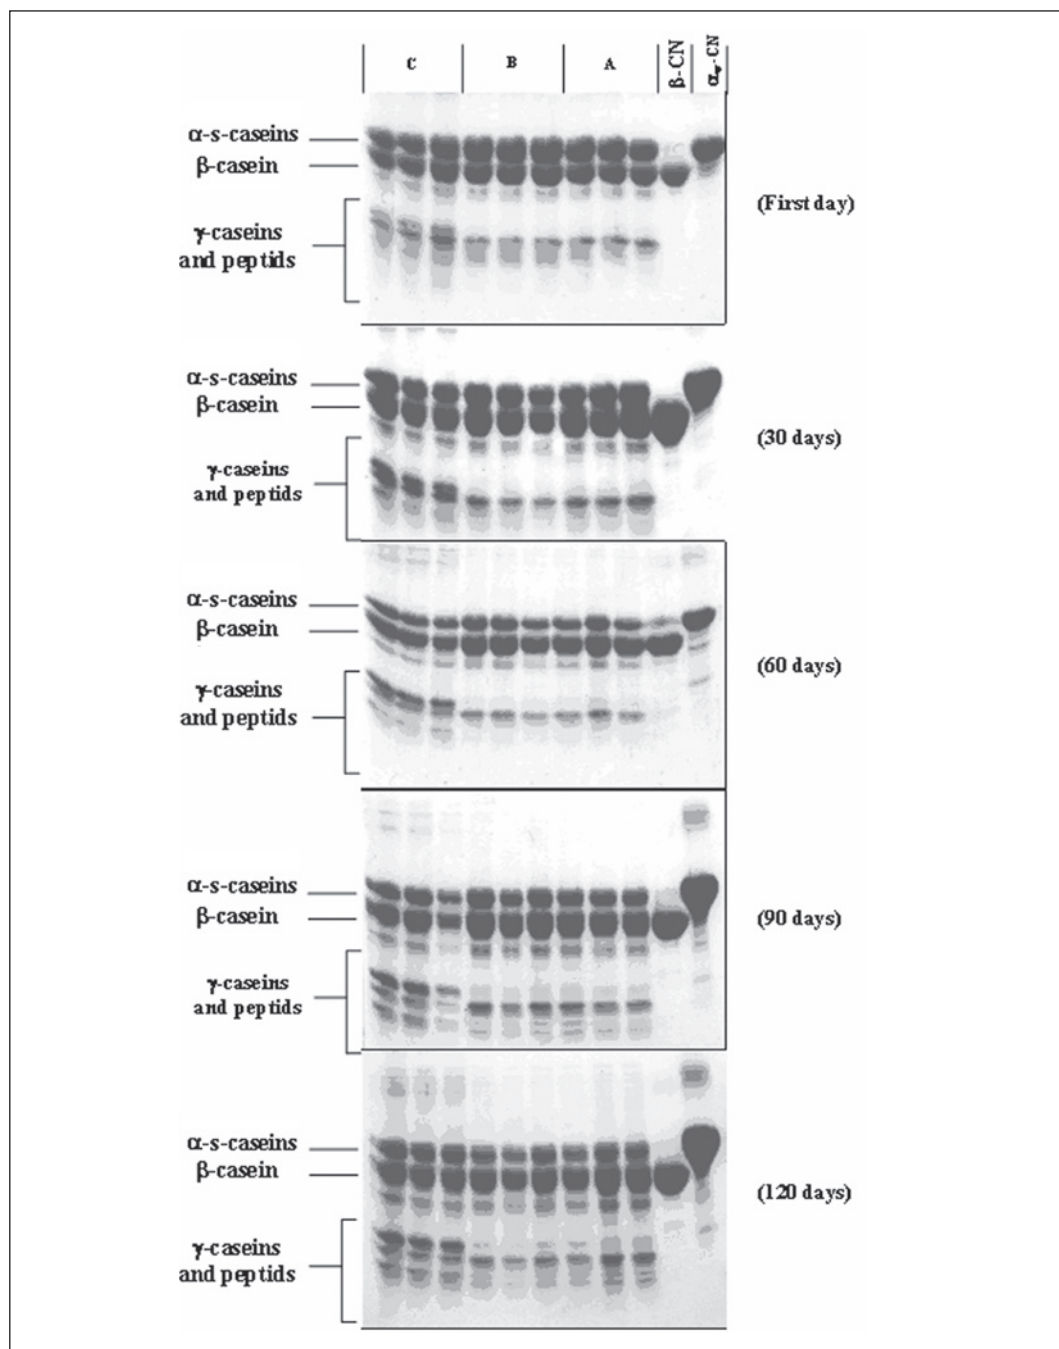 C B A β-CN αs-CN
α-s-caseins
β-casein
γ-caseins
and peptids
(First day)
α-s-caseins
β-casein
γ-caseins
and peptids
(30 days)
α-s-caseins
β-casein
γ-caseins
and peptids
(60 days)
α-s-caseins
β-casein
γ-caseins
and peptids
(90 days)
α-s-caseins
β-casein
γ-caseins
and peptids
(120 days)